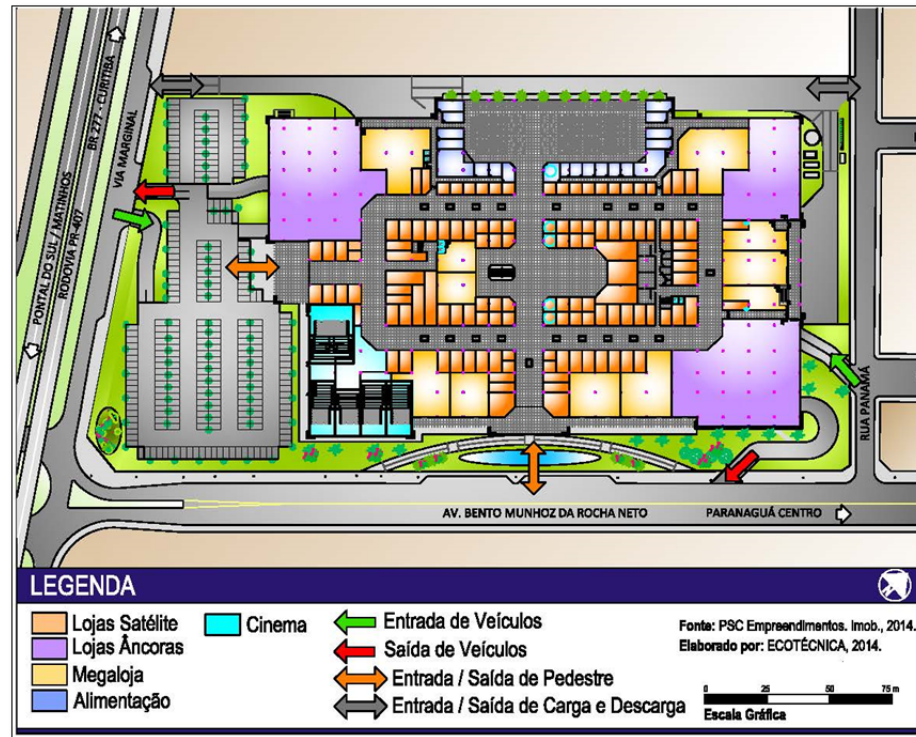 BR 277 - CURITIBA
VIA MARGINAL
PONTAL DO SUL / MATINHOS
RODOVIA PR 407
RUA PANAMÁ
AV. BENTO MUNHOZ DA ROCHA NETO
PARANAGUÁ CENTRO
LEGENDA
Lojas Satélite
Lojas Âncoras
Megaloja
Alimentação
Cinema
Entrada de Veículos
Saída de Veículos
Entrada / Saída de Pedestre
Entrada / Saída de Carga e Descarga
Fonte: PSC Empreendimentos. Imob., 2014.
Elaborado por: ECOTÉCNICA, 2014.
0 25 50 75 m
Escala Gráfica